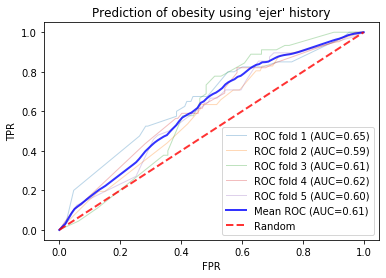 Prediction of obesity using 'ejer' history
TPR
1.0
0.8
0.6
0.4
0.2
0.0
ROC fold 1 (AUC=0.65)
ROC fold 2 (AUC=0.59)
ROC fold 3 (AUC=0.61)
ROC fold 4 (AUC=0.62)
ROC fold 5 (AUC=0.60)
Mean ROC (AUC=0.61)
Random
0.0 0.2 0.4 0.6 0.8 1.0
FPR